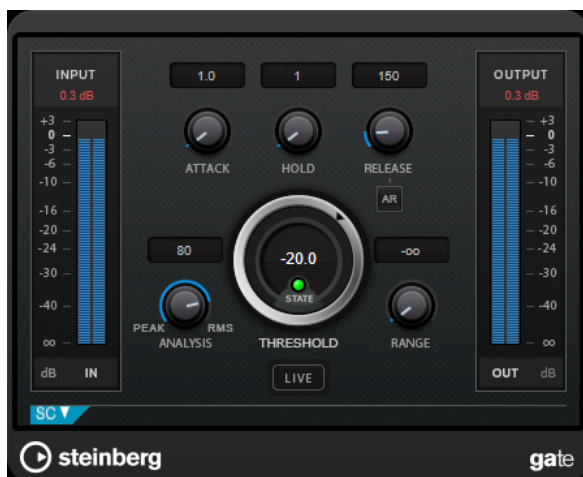 INPUT
0.3 dB
+3
0
-3
-6
-10
-16
-20
-24
-30
-40
∞
dB IN
1.0 1 150
ATTACK HOLD RELEASE
AR
80 -20.0 -∞
STATE
PEAK RMS
ANALYSIS THRESHOLD RANGE
LIVE
OUTPUT
0.3 dB
+3
0
-3
-6
-10
-16
-20
-24
-30
-40
∞
OUT dB
SC
steinberg gate